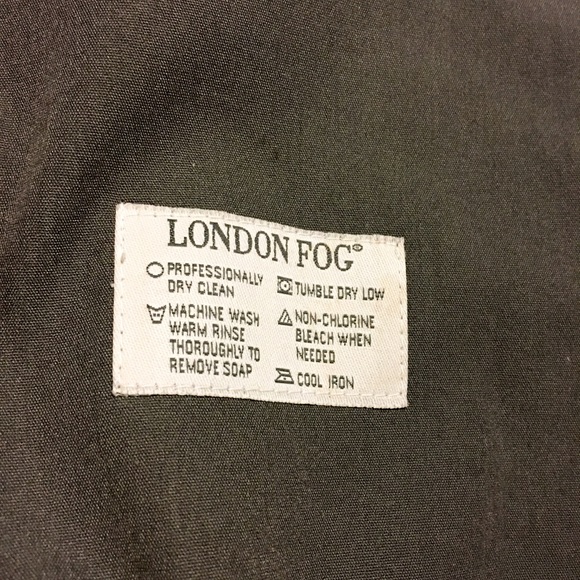 LONDON FOG®
PROFESSIONALLY
DRY CLEAN
MACHINE WASH
WARM RINSE
THOROUGHLY TO
REMOVE SOAP
TUMBLE DRY LOW
NON-CHLORINE
BLEACH WHEN
NEEDED
COOL IRON